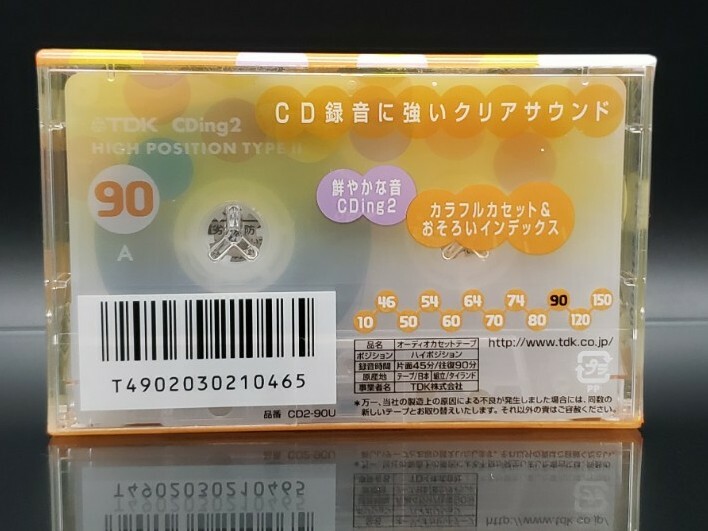 CD録音に強いクリアサウンド
TDK CDing2
HIGH POSITION TYPE II
90
A
鮮やかな音
CDing2
カラフルカセット&
おそろいインデックス
46 54 64 74 90 150
10 50 60 70 80 120
T4902030210465
品番 CD2-90U
品名 オーディオカセットテープ
ポジション ハイポジション
録音時間 片面45分/往復90分
原産地 テープ/日本 組立/タイランド
事業者名 TDK株式会社
http://www.tdk.co.jp/
プラ
PP
*万一、当社の製造上の原因による不良が発生しました場合には、同数の
新しいテープとお取り替えいたします。それ以外の責はご容赦ください。